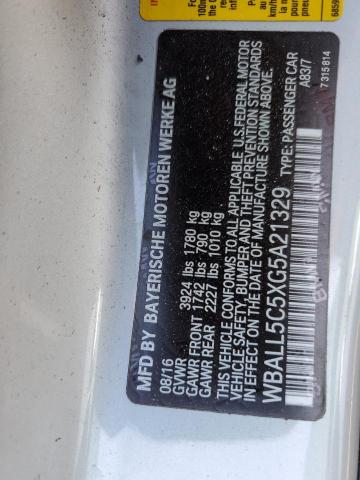 MFD BY BAYERISCHE MOTOREN WERKE AG
08/16
GVWR 3924 lbs 1780 kg
GAWR FRONT 1742 lbs 790 kg
GAWR REAR 2227 lbs 1010 kg
THIS VEHICLE CONFORMS TO ALL APPLICABLE U.S.FEDERAL MOTOR
VEHICLE SAFETY, BUMPER AND THEFT PREVENTION STANDARDS
IN EFFECT ON THE DATE OF MANUFACTURE SHOWN ABOVE.
WBALL5C5XG5A21329
TYPE: PASSENGER CAR
A83/7
7315814